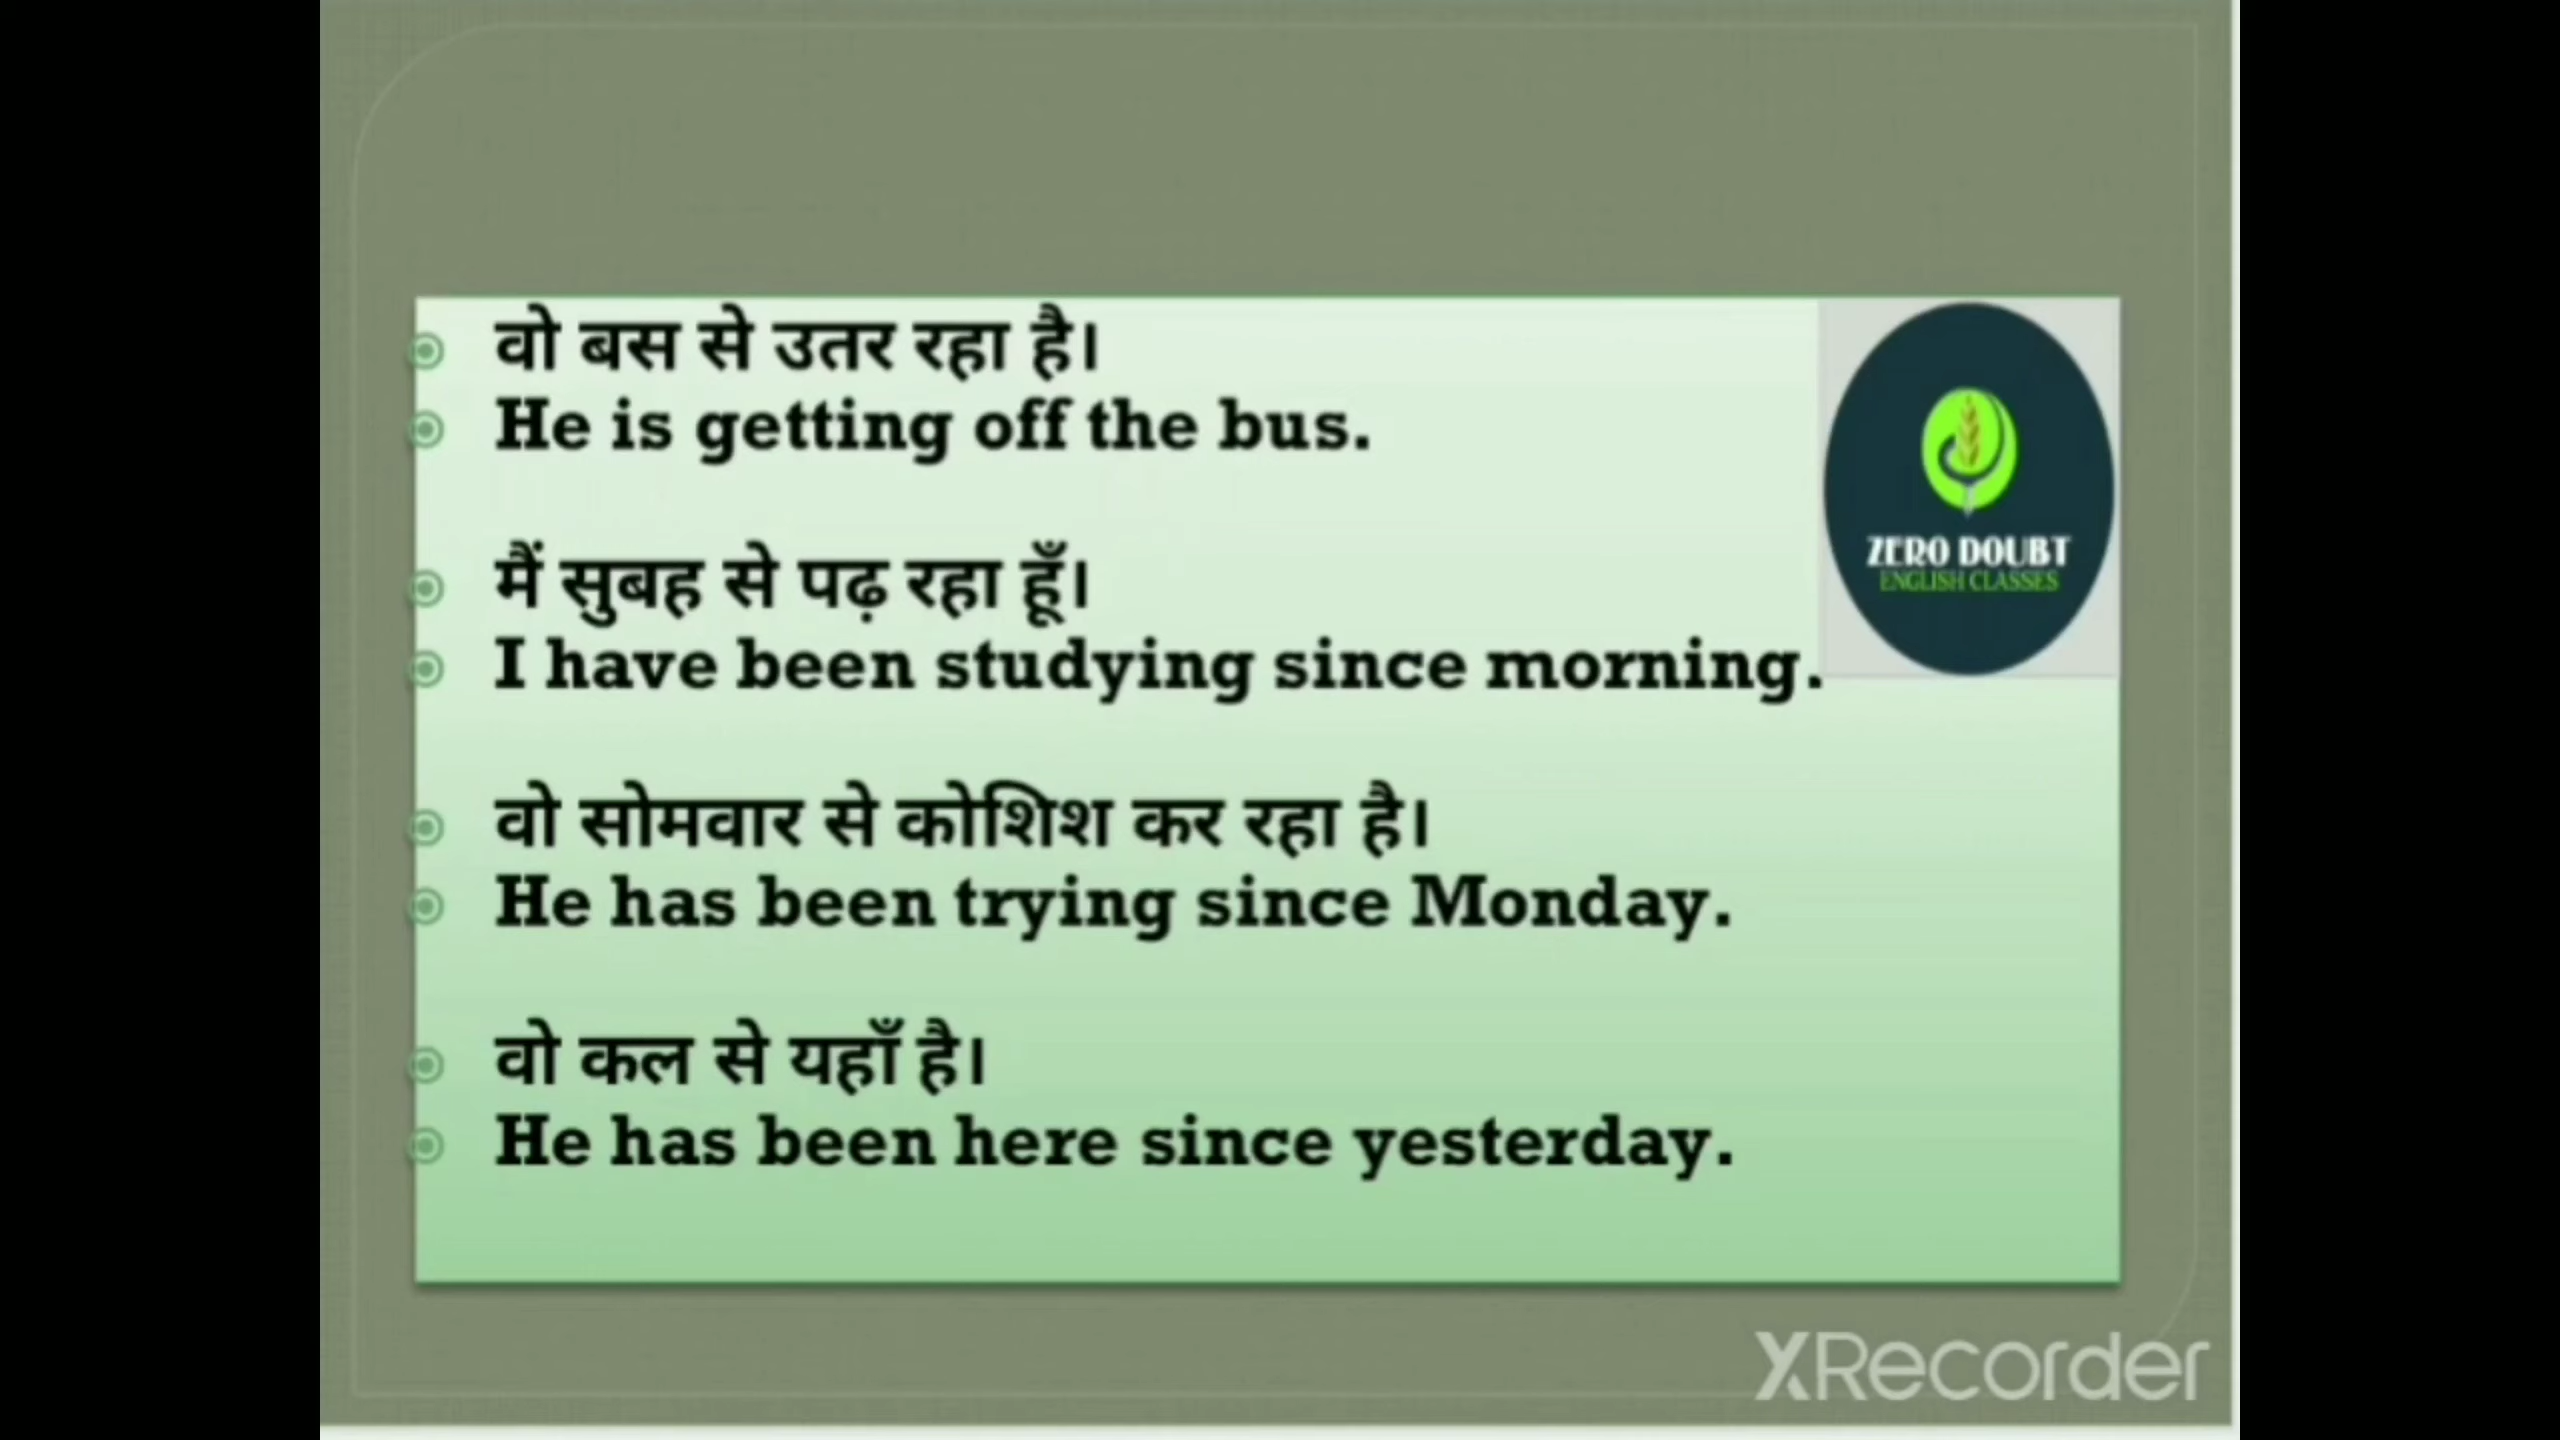 वो बस से उतर रहा है।
He is getting off the bus.
मैं सुबह से पढ़ रहा हूँ।
I have been studying since morning.
वो सोमवार से कोशिश कर रहा है।
He has been trying since Monday.
वो कल से यहाँ है।
He has been here since yesterday.
ZERO DOUBT
ENGLISH CLASSES
XRecorder